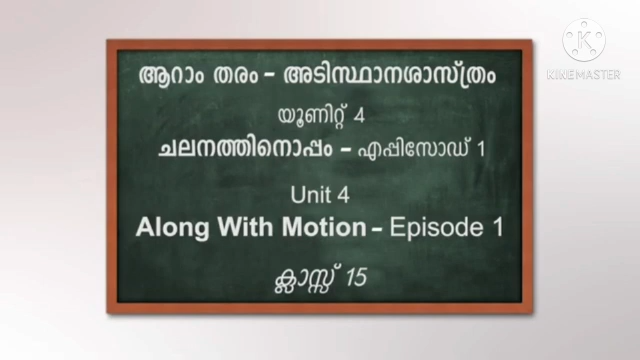 KINEMASTER
ആറാം തരം - അടിസ്ഥാനശാസ്ത്രം
യൂണിറ്റ് 4
ചലനത്തിനൊപ്പം - എപ്പിസോഡ് 1
Unit 4
Along With Motion - Episode 1
ക്ലാസ്സ് 15